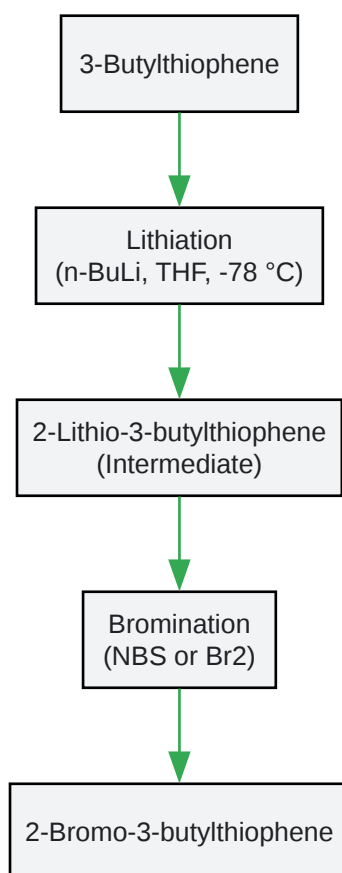 3-Butylthiophene
Lithiation
(n-BuLi, THF, -78 °C)
2-Lithio-3-butylthiophene
(Intermediate)
Bromination
(NBS or Br2)
2-Bromo-3-butylthiophene